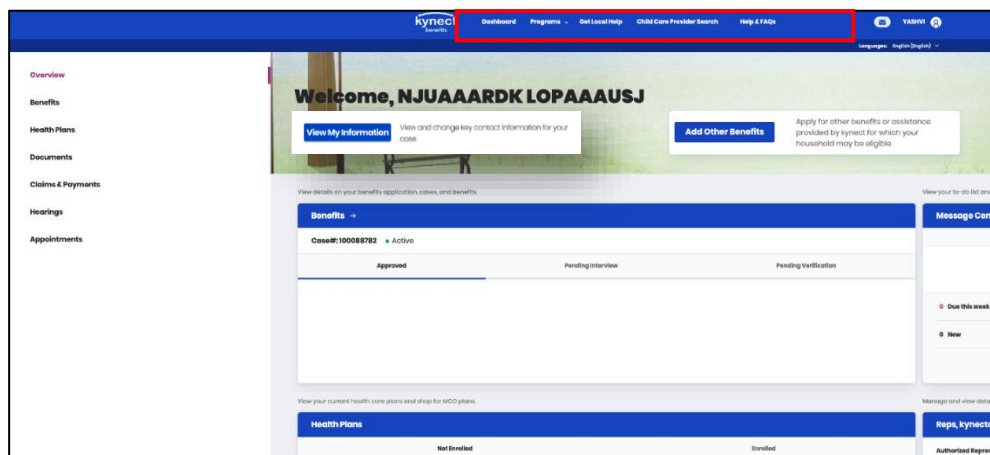 kynect
benefits
Dashboard Programs Get Local Help Child Care Provider Search Help & FAQs
YASHVI
Languages: English (English)
Overview
Benefits
Health Plans
Documents
Claims & Payments
Hearings
Appointments
Welcome, NJUAAARDK LOPAAAUSJ
View My Information
View and change key contact information for your
case
Add Other Benefits
Apply for other benefits or assistance
provided by kynect for which your
household may be eligible.
View details on your benefits application, cases, and benefits
View your to-do list and
Benefits →
Message Cen
Case#: 100088782 Active
Approved Pending Interview Pending Verification
0 Due this week
0 New
View your current health care plans and shop for MCO plans.
Manage and view deta
Health Plans
Reps, kynecto
Not Enrolled Enrolled
Authorized Repres